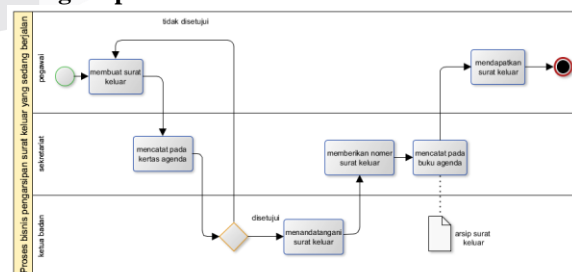 Proses bisnis pengarsipan surat keluar yang sedang berjalan
pegawai
sekretariat
ketua badan
tidak disetujui
membuat surat
keluar
mendapatkan
surat keluar
mencatat pada
kertas agenda
memberikan nomer
surat keluar
mencatat pada
buku agenda
disetujui
menandatangani
surat keluar
arsip surat
keluar